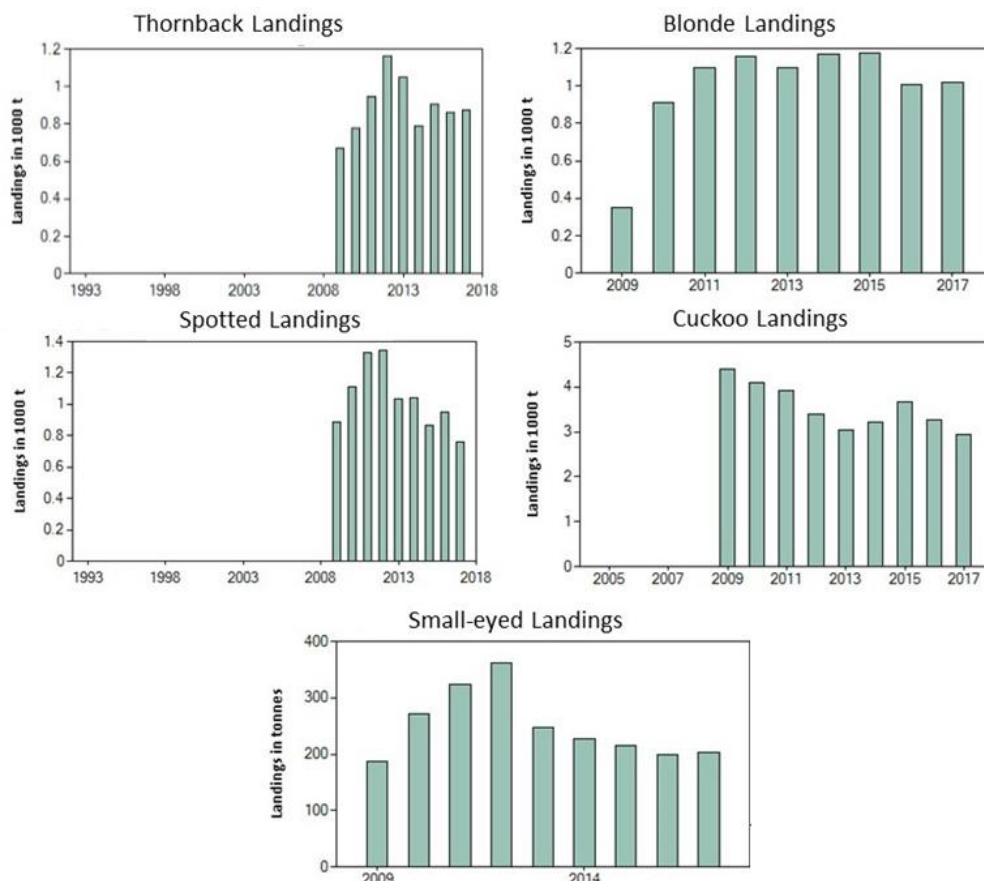 Thornback Landings
Landings in 1000 t
1.2
1
0.8
0.6
0.4
0.2
0
1993 1998 2003 2008 2013 2018
Blonde Landings
Landings in 1000 t
1.2
1
0.8
0.6
0.4
0.2
0
2009 2011 2013 2015 2017
Spotted Landings
Landings in 1000 t
1.4
1.2
1
0.8
0.6
0.4
0.2
0
1993 1998 2003 2008 2013 2018
Cuckoo Landings
Landings in 1000 t
5
4
3
2
1
0
2005 2007 2009 2011 2013 2015 2017
Small-eyed Landings
Landings in tonnes
400
300
200
100
0
2009 2014